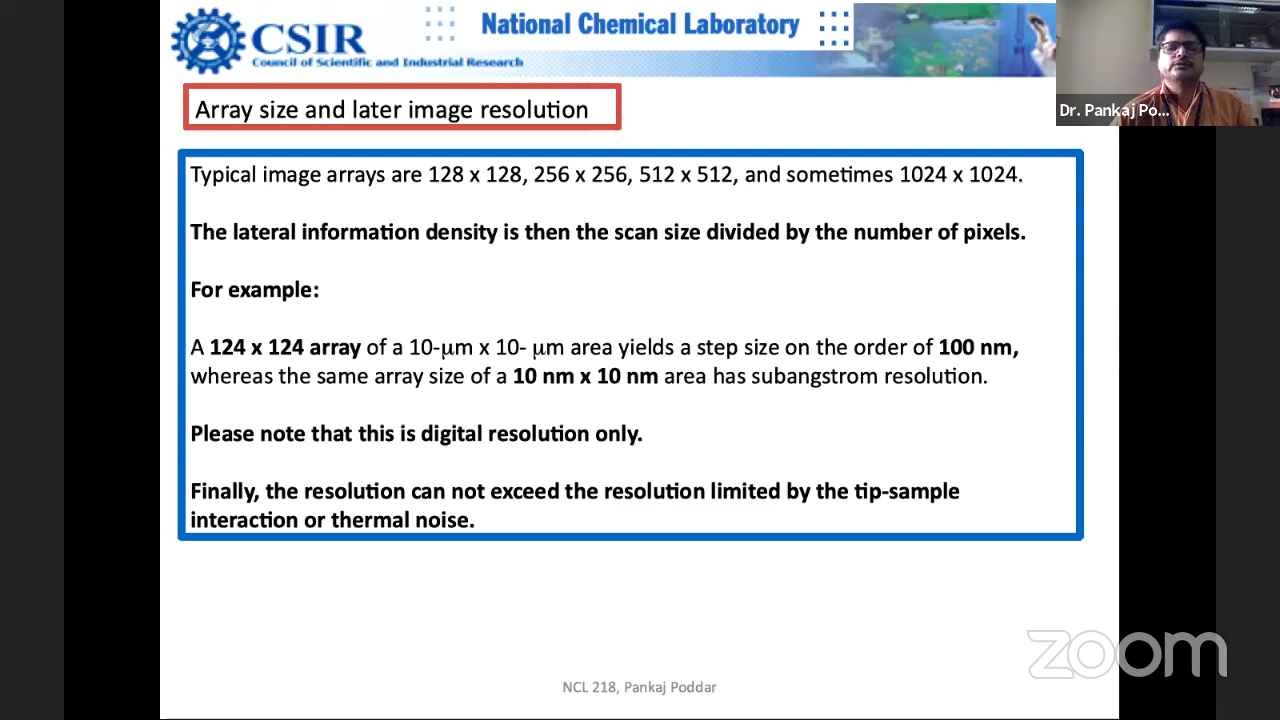 CSIR
Council of Scientific and Industrial Research
National Chemical Laboratory
Dr. Pankaj Po...
Array size and later image resolution
Typical image arrays are 128 x 128, 256 x 256, 512 x 512, and sometimes 1024 x 1024.
The lateral information density is then the scan size divided by the number of pixels.
For example:
A 124 x 124 array of a 10-μm x 10- μm area yields a step size on the order of 100 nm,
whereas the same array size of a 10 nm x 10 nm area has subangstrom resolution.
Please note that this is digital resolution only.
Finally, the resolution can not exceed the resolution limited by the tip-sample
interaction or thermal noise.
zoom
NCL 218, Pankaj Poddar